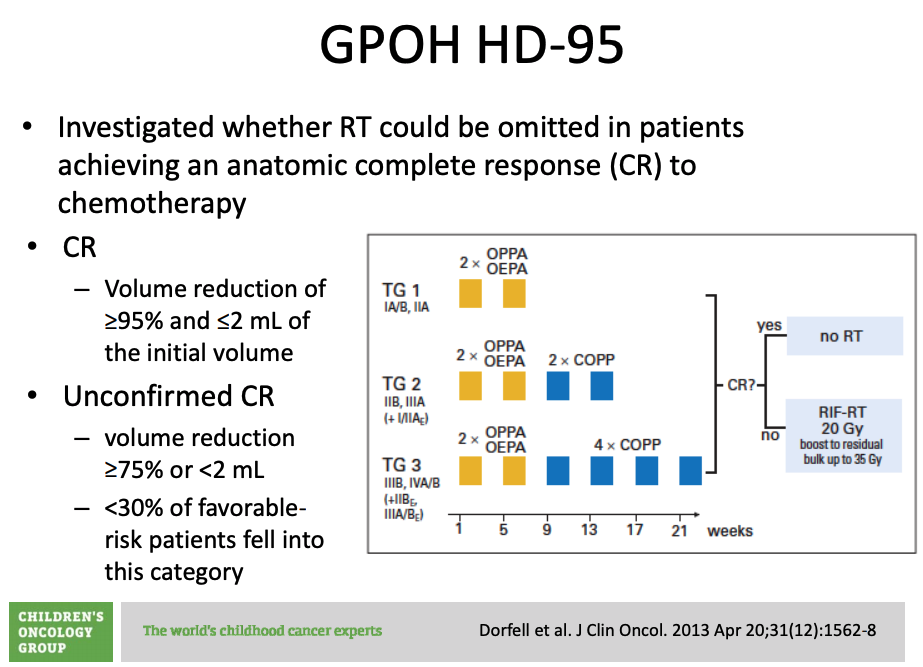 GPOH HD-95
• Investigated whether RT could be omitted in patients
achieving an anatomic complete response (CR) to
chemotherapy
• CR
– Volume reduction of
≥95% and ≤2 mL of
the initial volume
• Unconfirmed CR
– volume reduction
≥75% or <2 mL
– <30% of favorable-
risk patients fell into
this category
2 × OPPA
OEPA
TG 1
IA/B, IIA
2 × OPPA
OEPA
2 × COPP
TG 2
IIB, IIIA
(+ I/IIAE)
2 × OPPA
OEPA
4 × COPP
TG 3
IIIB, IVA/B
(+IIBE,
IIIA/BE)
1 5 9 13 17 21 weeks
CR?
yes
no RT
no
RIF-RT
20 Gy
boost to residual
bulk up to 35 Gy
CHILDREN'S
ONCOLOGY
GROUP
The world's childhood cancer experts
Dorfell et al. J Clin Oncol. 2013 Apr 20;31(12):1562-8